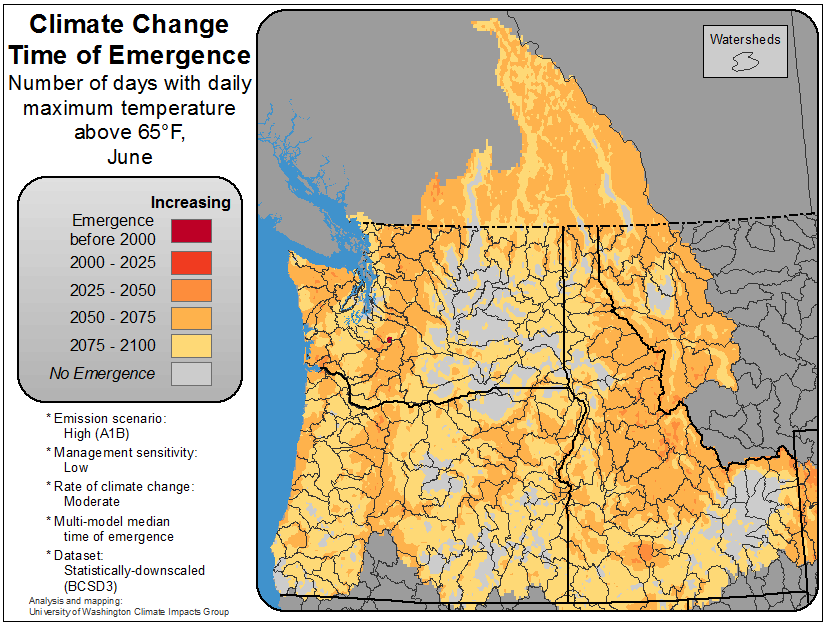 Climate Change
Time of Emergence
Number of days with daily
maximum temperature
above 65°F,
June
Watersheds
Increasing
Emergence
before 2000
2000 - 2025
2025 - 2050
2050 - 2075
2075 - 2100
No Emergence
* Emission scenario:
High (A1B)
* Management sensitivity:
Low
* Rate of climate change:
Moderate
* Multi-model median
time of emergence
* Dataset:
Statistically-downscaled
(BCSD3)
Analysis and mapping:
University of Washington Climate Impacts Group